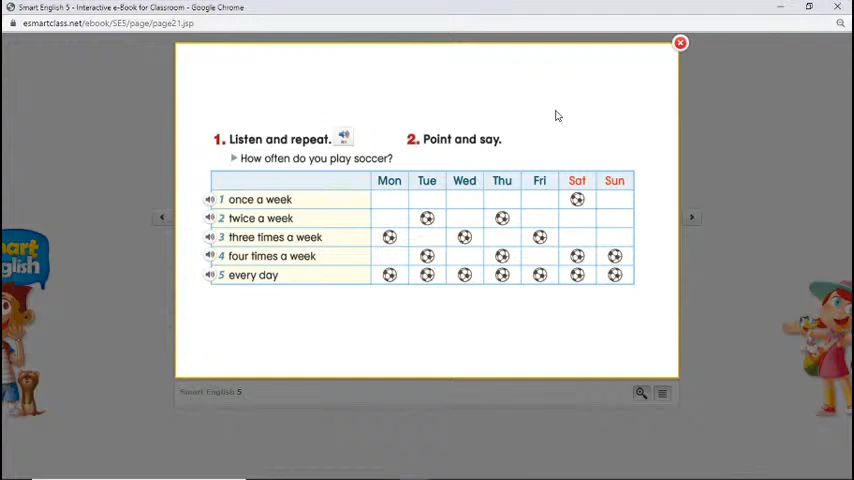 Smart English 5 - Interactive e-Book for Classroom - Google Chrome
esmartclass.net/ebook/SE5/page/page21.jsp
1. Listen and repeat. 2. Point and say.
How often do you play soccer?
Mon Tue Wed Thu Fri Sat Sun
1 once a week
2 twice a week
3 three times a week
4 four times a week
5 every day
Smart English 5